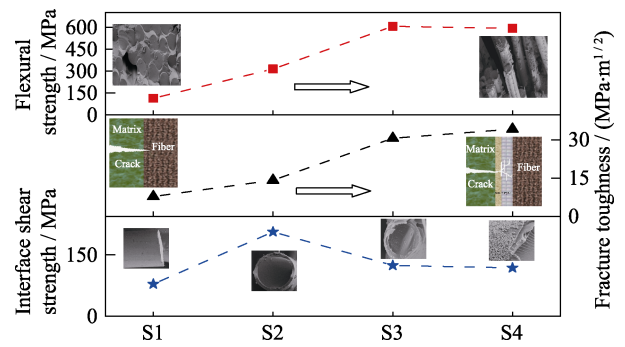 Flexural
strength / MPa
600
450
300
150
0
Matrix
Fiber
Crack
Matrix
Fiber
Crack
30
15
0
Fracture toughness / (MPa·m1/2)
Interface shear
strength / MPa
150
0
S1 S2 S3 S4